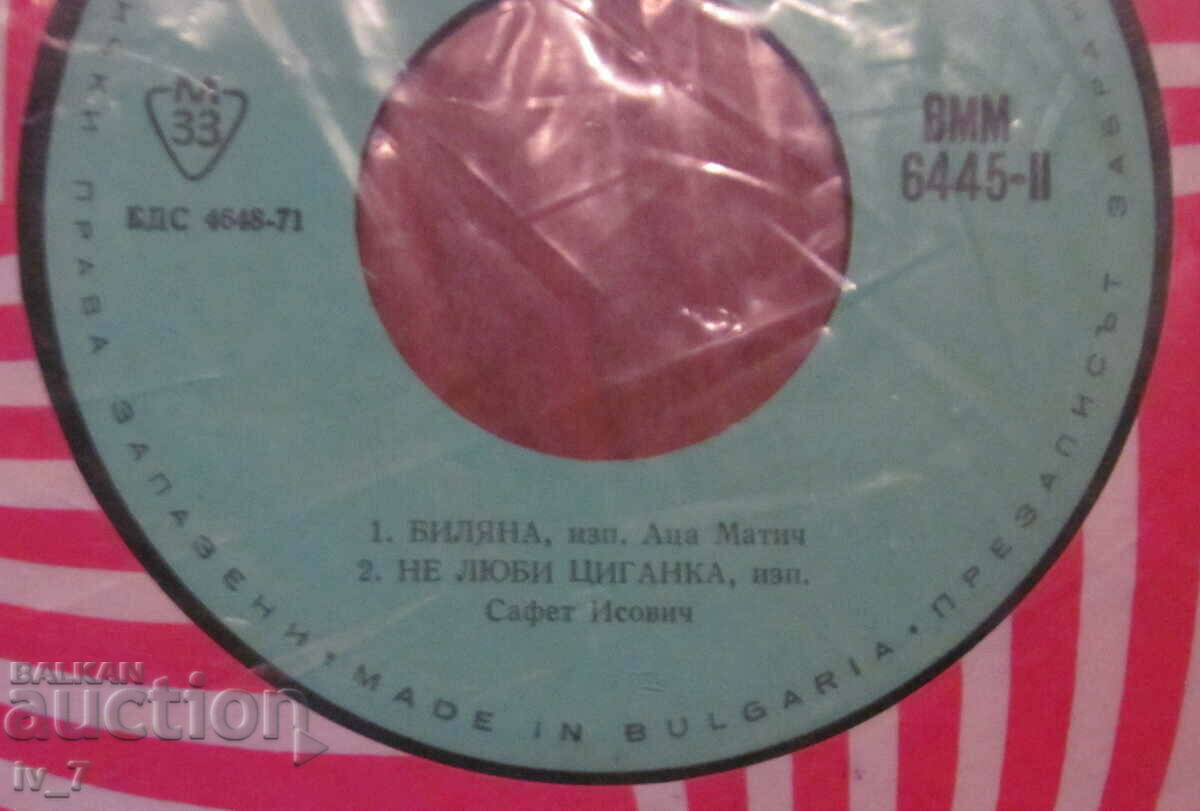 М
33
БДС 4648-71
ВММ
6445-II
1. БИЛЯНА, изп. Аца Матич
2. НЕ ЛЮБИ ЦИГАНКА, изп.
Сафет Исович
ПРАВА ЗАПАЗЕНИ • MADE iN BULGARIA • ПРЕЗАПИСЪТ
BALKAN
auction
iv_7